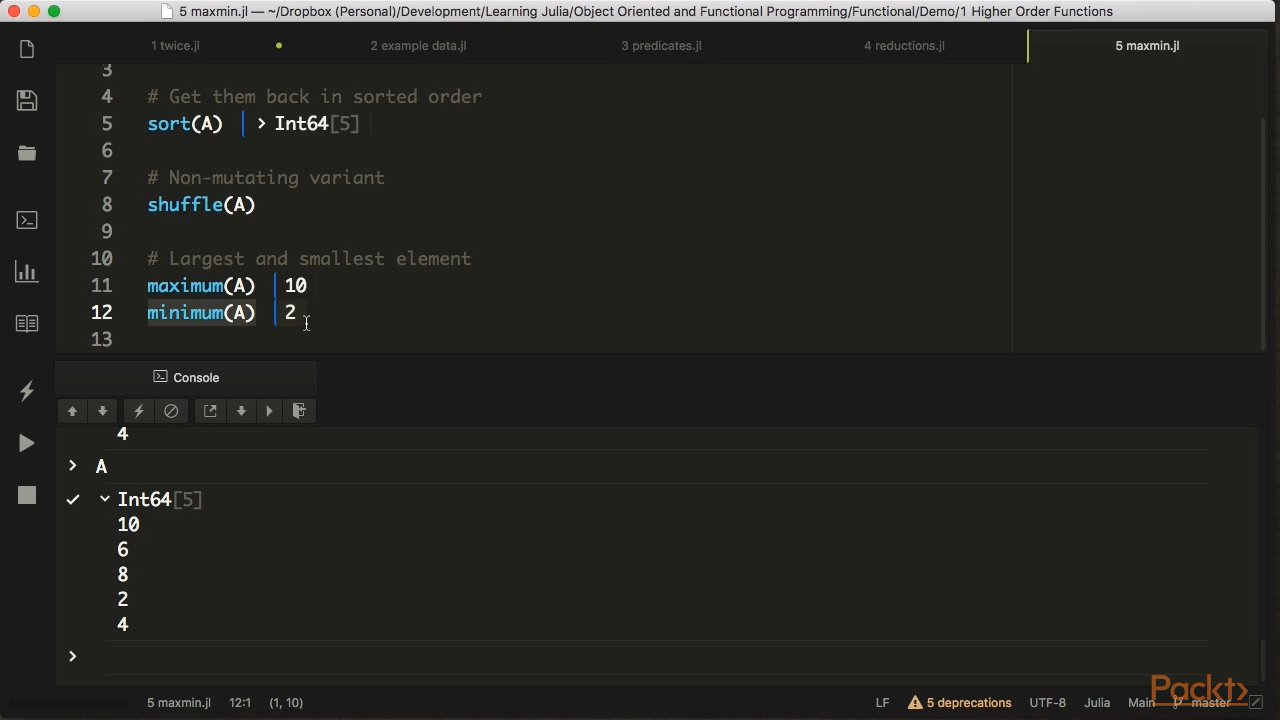 5 maxmin.jl — ~/Dropbox (Personal)/Development/Learning Julia/Object Oriented and Functional Programming/Functional/Demo/1 Higher Order Functions
1 twice.jl
2 example data.jl
3 predicates.jl
4 reductions.jl
5 maxmin.jl
3
4 # Get them back in sorted order
5 sort(A) > Int64[5]
6
7 # Non-mutating variant
8 shuffle(A)
9
10 # Largest and smallest element
11 maximum(A) 10
12 minimum(A) 2
13
Console
4
> A
Int64[5]
10
6
8
2
4
>
5 maxmin.jl 12:1 (1, 10) LF 5 deprecations UTF-8 Julia Main master
Packt>